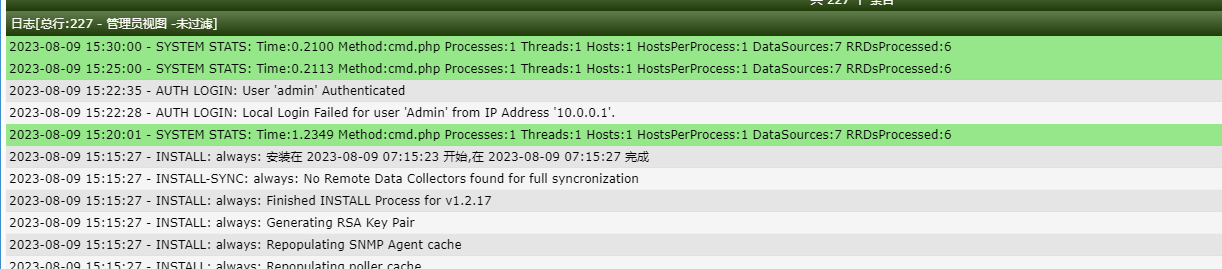 共 227 个 条目
日志[总行:227 - 管理员视图 -未过滤]
2023-08-09 15:30:00 - SYSTEM STATS: Time:0.2100 Method:cmd.php Processes:1 Threads:1 Hosts:1 HostsPerProcess:1 DataSources:7 RRDsProcessed:6
2023-08-09 15:25:00 - SYSTEM STATS: Time:0.2113 Method:cmd.php Processes:1 Threads:1 Hosts:1 HostsPerProcess:1 DataSources:7 RRDsProcessed:6
2023-08-09 15:22:35 - AUTH LOGIN: User 'admin' Authenticated
2023-08-09 15:22:28 - AUTH LOGIN: Local Login Failed for user 'Admin' from IP Address '10.0.0.1'.
2023-08-09 15:20:01 - SYSTEM STATS: Time:1.2349 Method:cmd.php Processes:1 Threads:1 Hosts:1 HostsPerProcess:1 DataSources:7 RRDsProcessed:6
2023-08-09 15:15:27 - INSTALL: always: 安装在 2023-08-09 07:15:23 开始,在 2023-08-09 07:15:27 完成
2023-08-09 15:15:27 - INSTALL-SYNC: always: No Remote Data Collectors found for full syncronization
2023-08-09 15:15:27 - INSTALL: always: Finished INSTALL Process for v1.2.17
2023-08-09 15:15:27 - INSTALL: always: Generating RSA Key Pair
2023-08-09 15:15:27 - INSTALL: always: Repopulating SNMP Agent cache
2023-08-09 15:15:27 - INSTALL: always: Repopulating poller cache